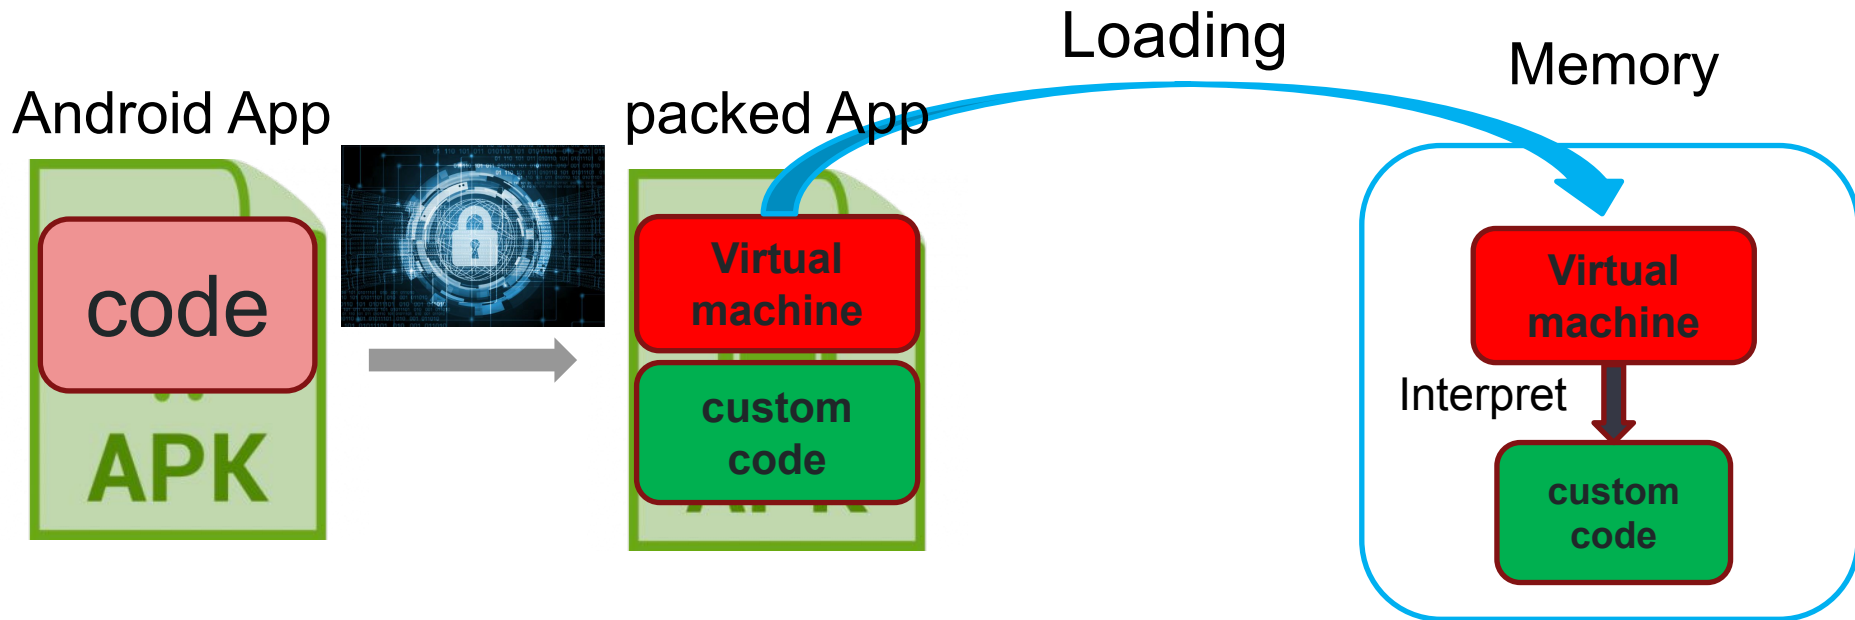 Loading
Memory
Android App
packed App
code
APK
Virtual
machine
custom
code
Virtual
machine
Interpret
custom
code